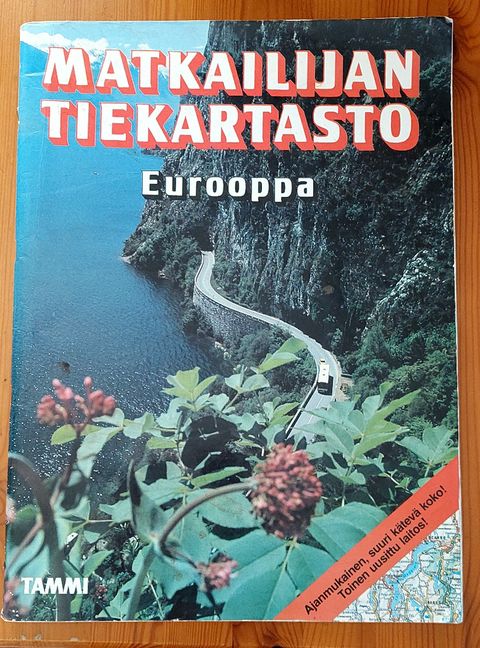 MATKAILIJAN
TIEKARTASTO
Eurooppa
Ajanmukainen, suuri kätevä koko!
Toinen uusittu laitos!
TAMMI